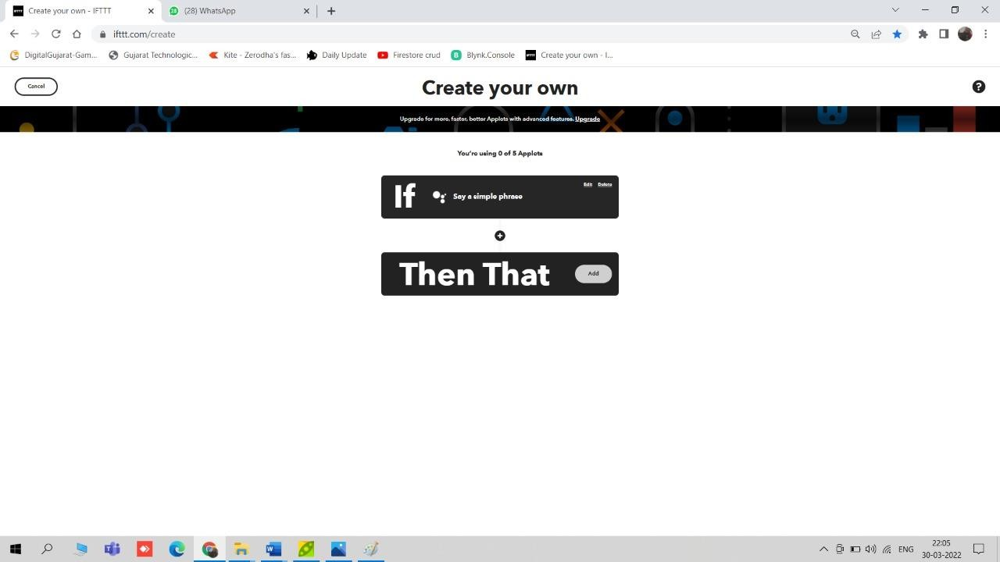 Create your own - IFTTT
(28) WhatsApp
ifttt.com/create
DigitalGujarat-Gam...
Gujarat Technologic...
Kite - Zerodha's fas...
Daily Update
Firestore crud
Blynk.Console
Create your own - I...
Cancel
Create your own
?
Upgrade for more, faster, better Applets with advanced features. Upgrade
You're using 0 of 5 Applets
If
Say a simple phrase
Edit
Delete
Then That
Add
ENG
22:05
30-03-2022